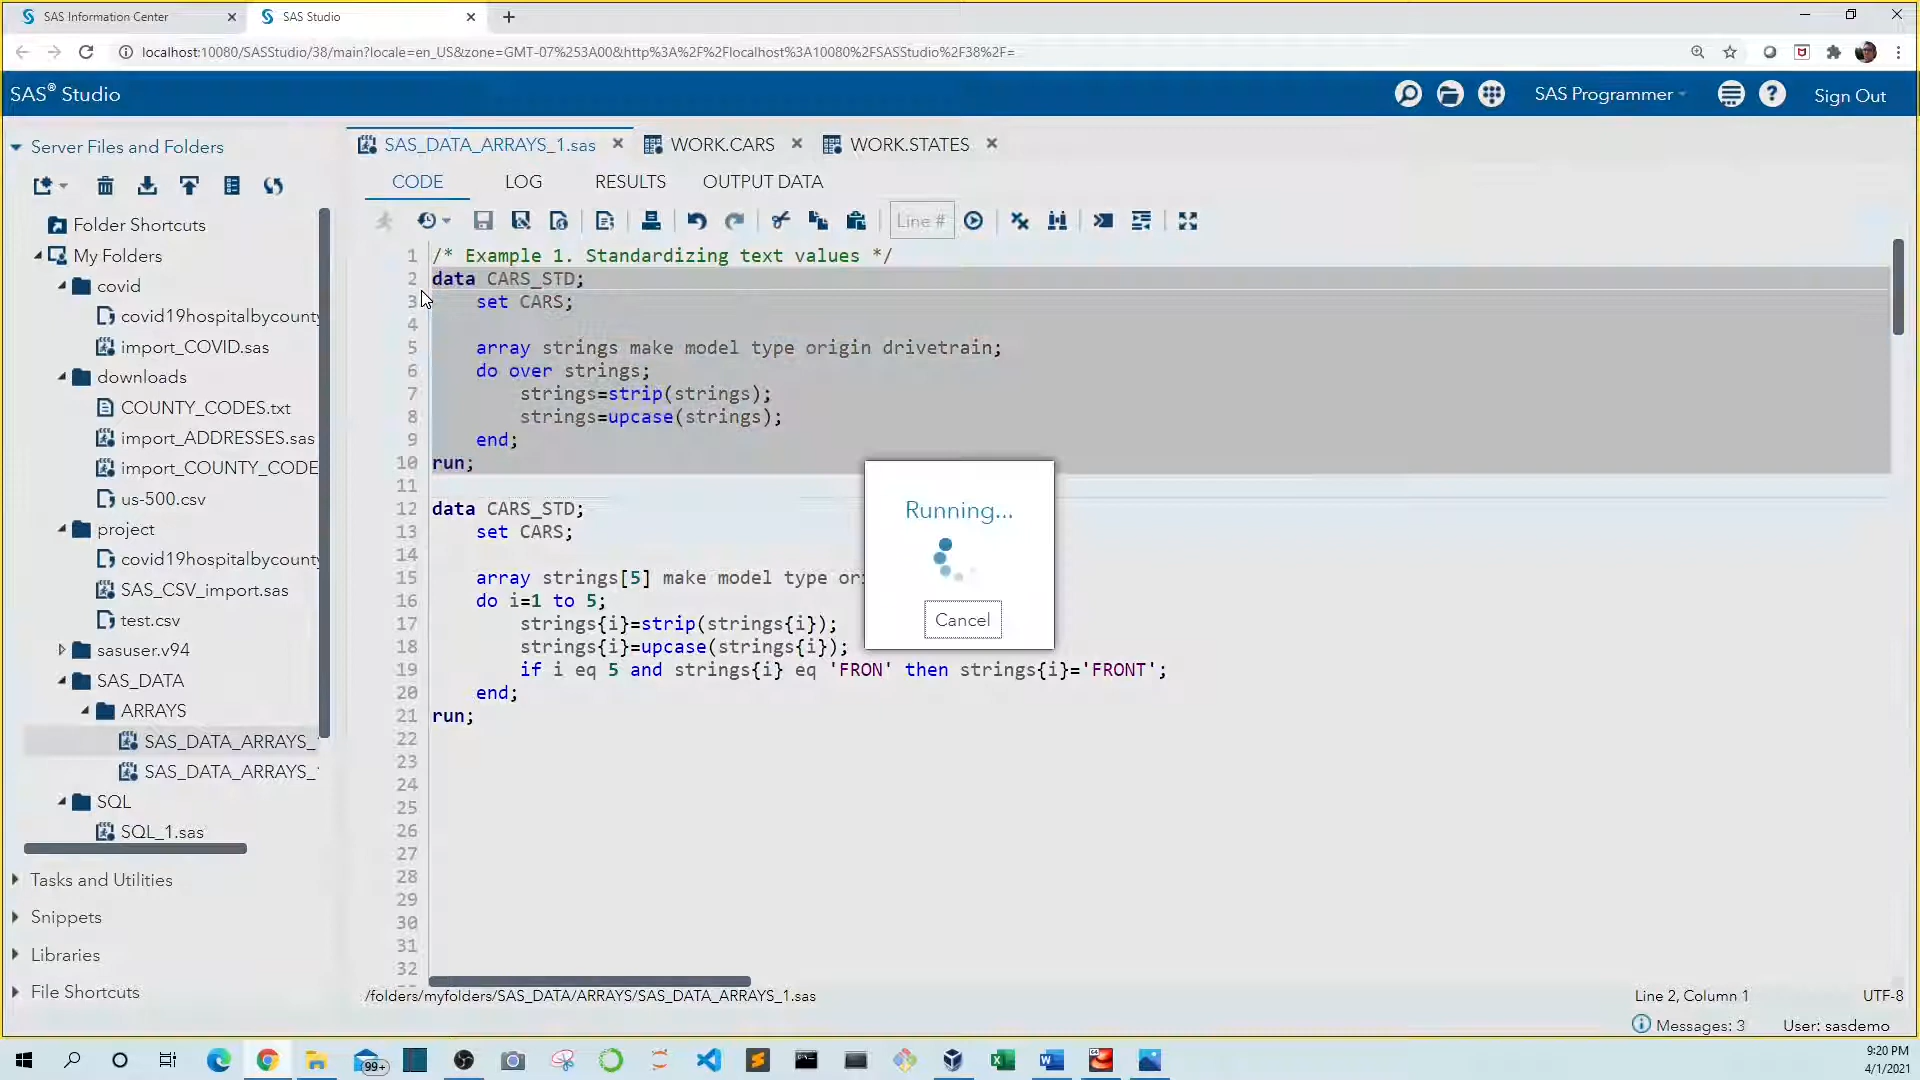 SAS Information Center
SAS Studio
localhost:10080/SASStudio/38/main?locale=en_US&zone=GMT-07%253A00&http%3A%2F%2Flocalhost%3A10080%2FSASStudio%2F38%2F=
SAS® Studio
SAS Programmer
Sign Out
Server Files and Folders
Folder Shortcuts
My Folders
covid
covid19hospitalbycounty
import_COVID.sas
downloads
COUNTY_CODES.txt
import_ADDRESSES.sas
import_COUNTY_CODE
us-500.csv
project
covid19hospitalbycounty
SAS_CSV_import.sas
test.csv
sasuser.v94
SAS_DATA
ARRAYS
SAS_DATA_ARRAYS_
SAS_DATA_ARRAYS_
SQL
SQL_1.sas
Tasks and Utilities
Snippets
Libraries
File Shortcuts
SAS_DATA_ARRAYS_1.sas
WORK.CARS
WORK.STATES
CODE LOG RESULTS OUTPUT DATA
Line #
1 /* Example 1. Standardizing text values */
2 data CARS_STD;
3 set CARS;
4
5 array strings make model type origin drivetrain;
6 do over strings;
7 strings=strip(strings);
8 strings=upcase(strings);
9 end;
10 run;
11
12 data CARS_STD;
13 set CARS;
14
15 array strings[5] make model type ori
16 do i=1 to 5;
17 strings{i}=strip(strings{i});
18 strings{i}=upcase(strings{i});
19 if i eq 5 and strings{i} eq 'FRON' then strings{i}='FRONT';
20 end;
21 run;
22
23
24
25
26
27
28
29
30
31
32
Running...
Cancel
/folders/myfolders/SAS_DATA/ARRAYS/SAS_DATA_ARRAYS_1.sas
Line 2, Column 1
UTF-8
Messages: 3
User: sasdemo
99+
9:20 PM
4/1/2021